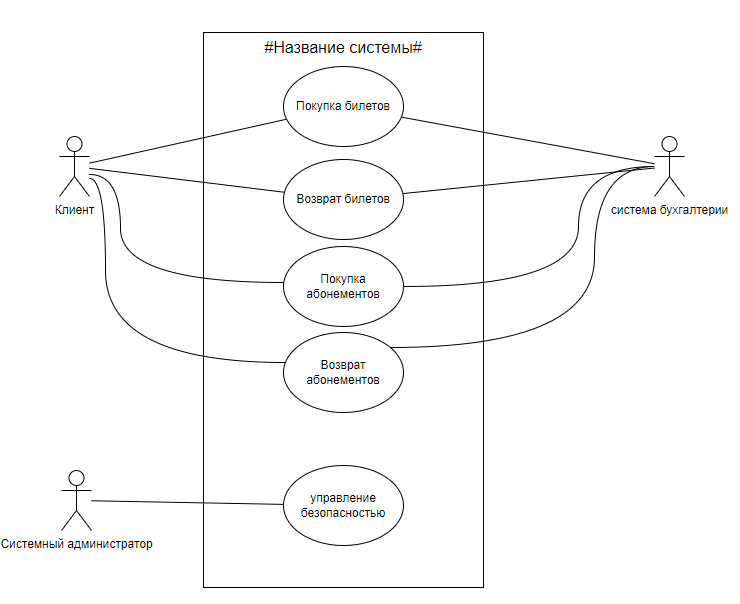 #Название системы#
Покупка билетов
Возврат билетов
Клиент
система бухгалтерии
Покупка
абонементов
Возврат
абонементов
управление
безопасностью
Системный администратор